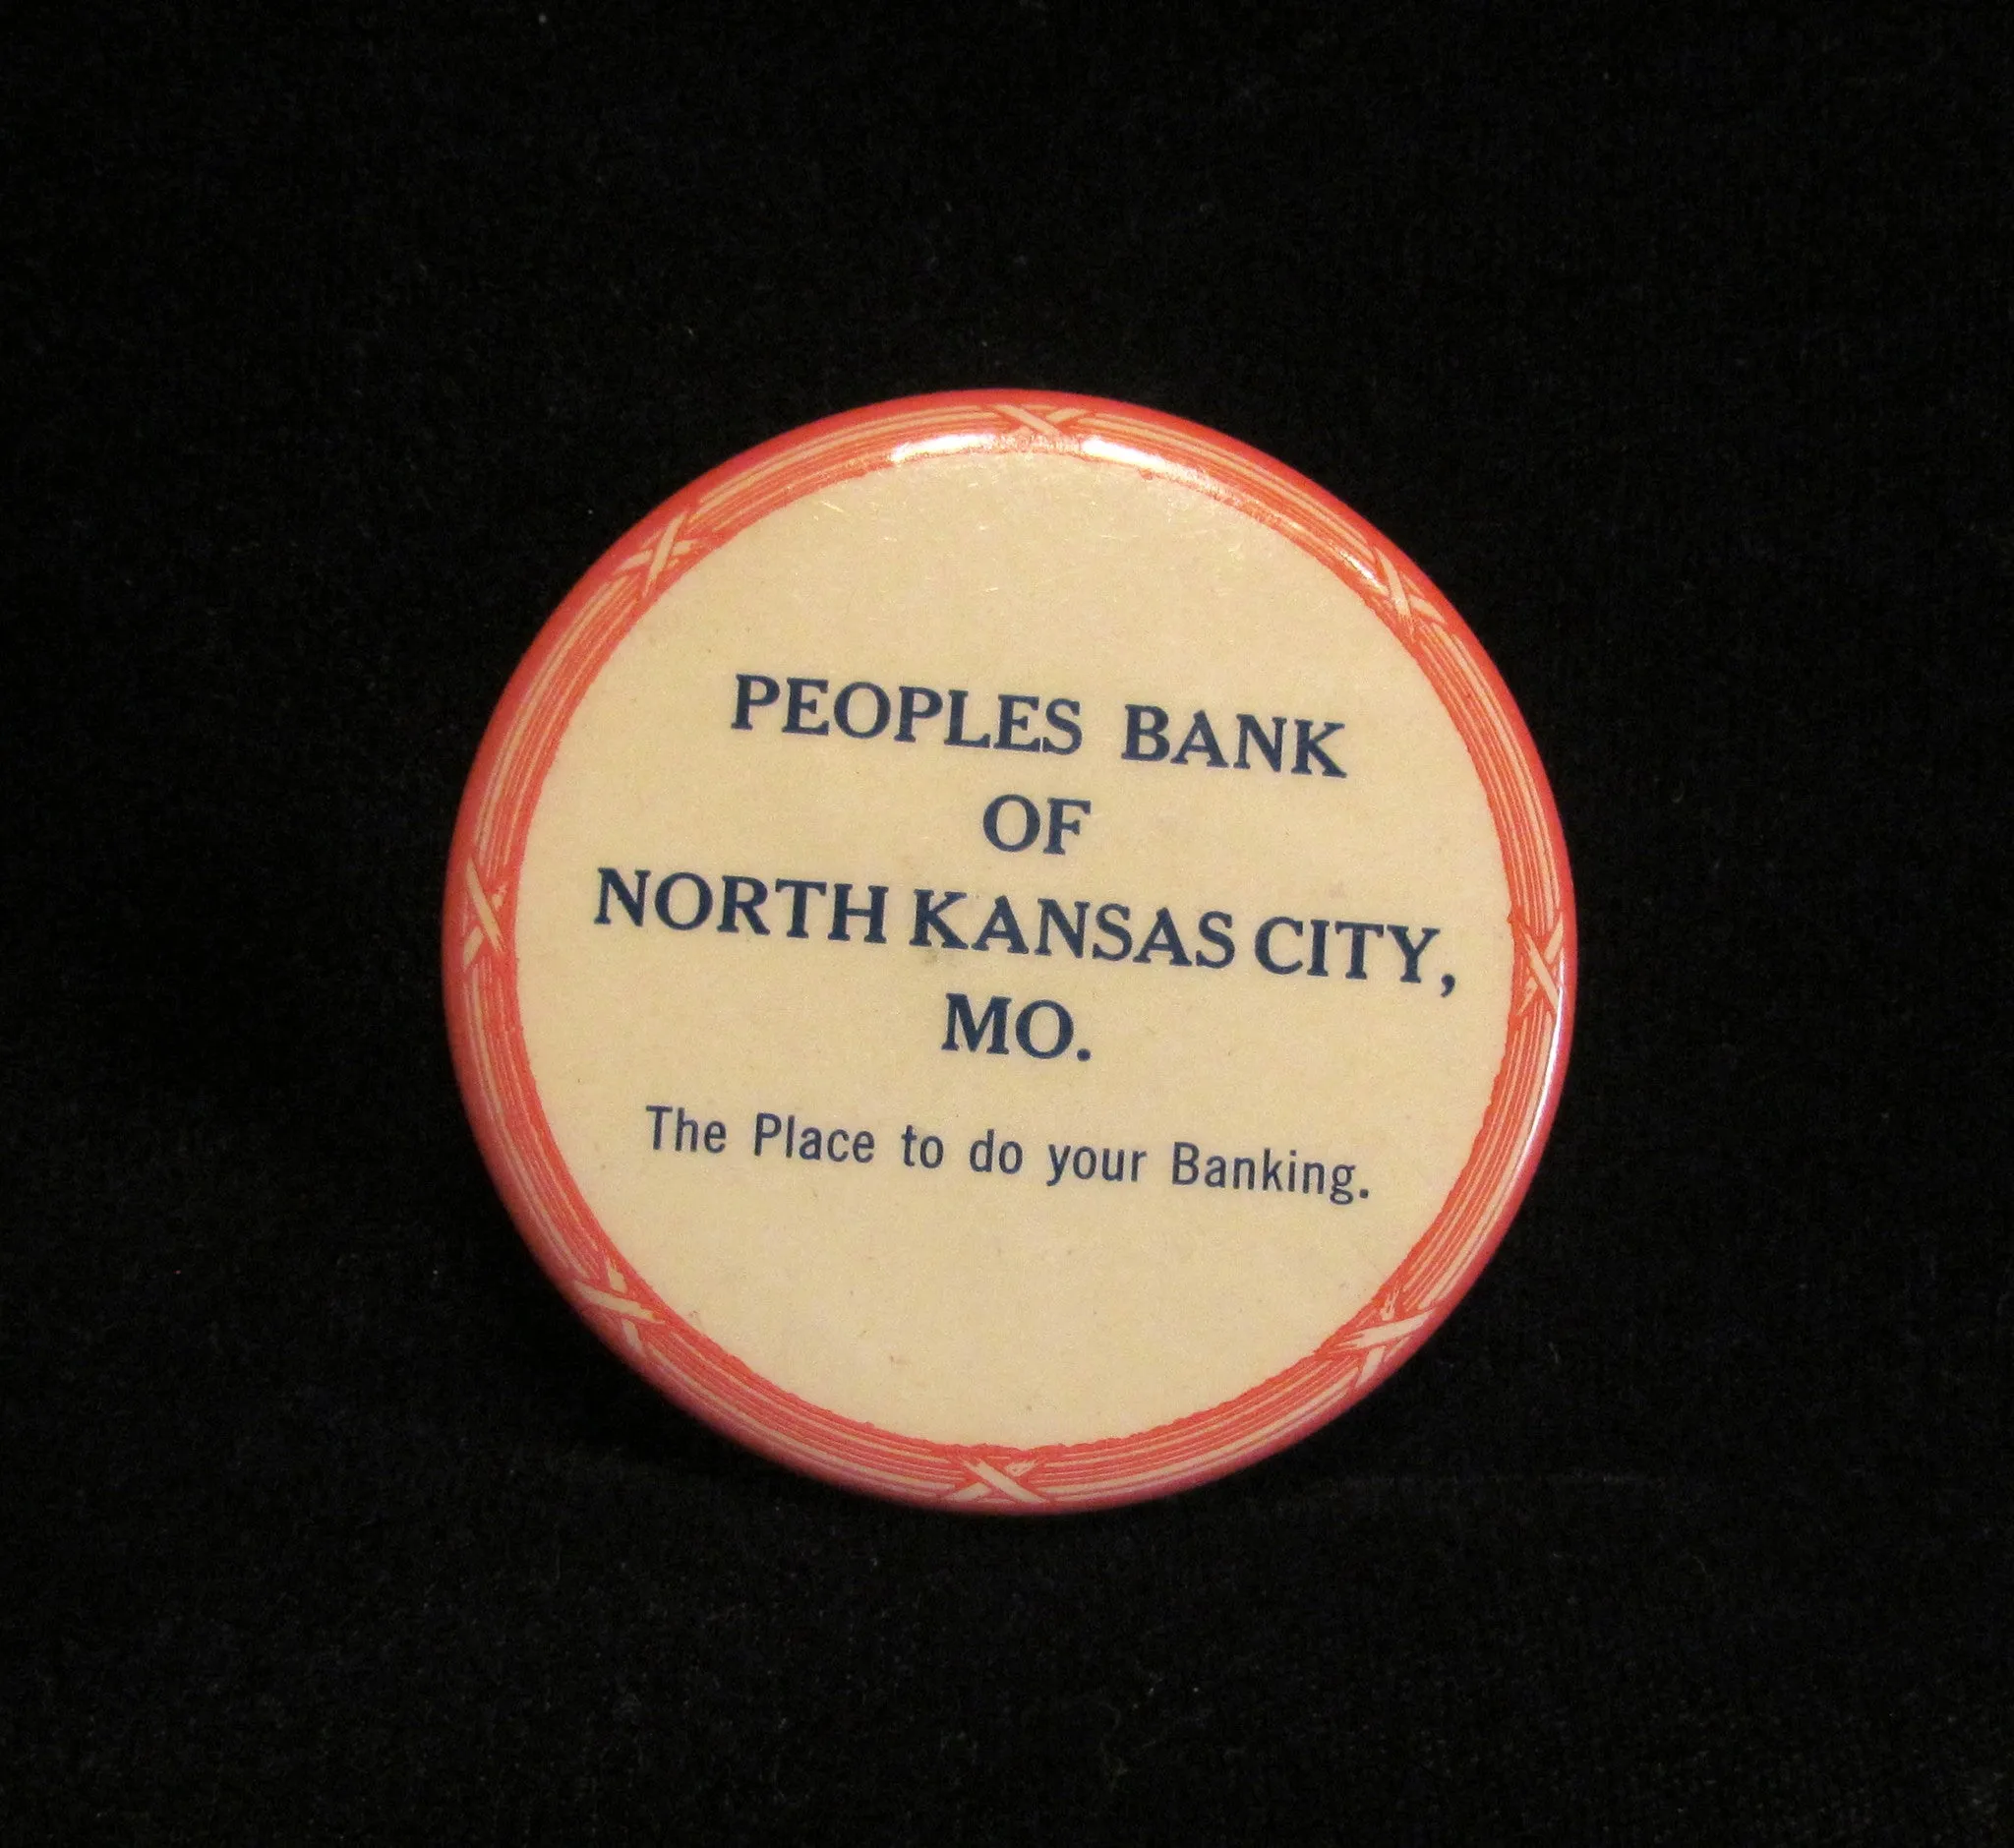 PEOPLES BANK
OF
NORTH KANSAS CITY,
MO.
The Place to do your Banking.